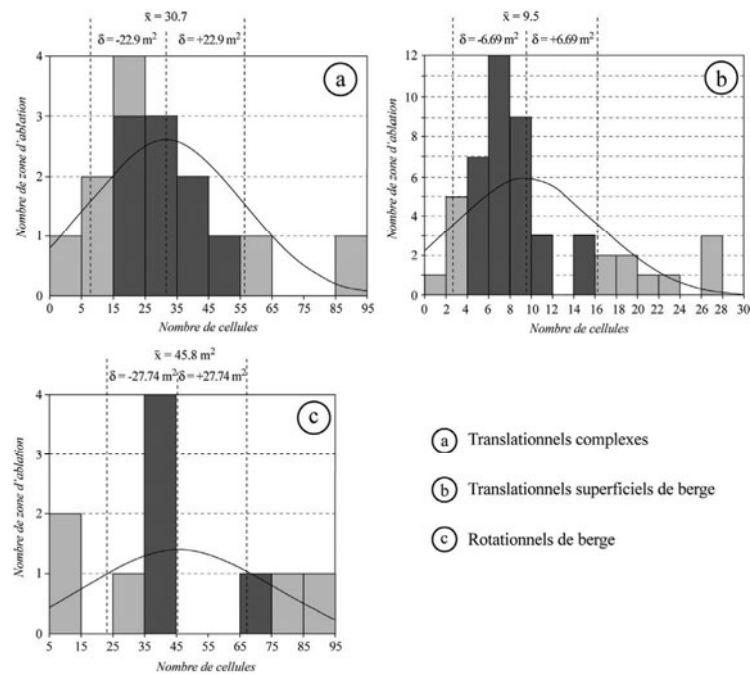 x̄ = 30.7
δ = -22.9 m² δ = +22.9 m²
4
3
2
1
0
Nombre de zone d'ablation
a
0 5 15 25 35 45 55 65 75 85 95
Nombre de cellules
x̄ = 9.5
δ = -6.69 m² δ = +6.69 m²
12
10
8
6
4
2
0
Nombre de zone d'ablation
b
0 2 4 6 8 10 12 14 16 18 20 22 24 26 28 30
Nombre de cellules
x̄ = 45.8 m²
δ = -27.74 m² δ = +27.74 m²
4
3
2
1
0
Nombre de zone d'ablation
c
5 15 25 35 45 55 65 75 85 95
Nombre de cellules
a Translationnels complexes
b Translationnels superficiels de berge
c Rotationnels de berge